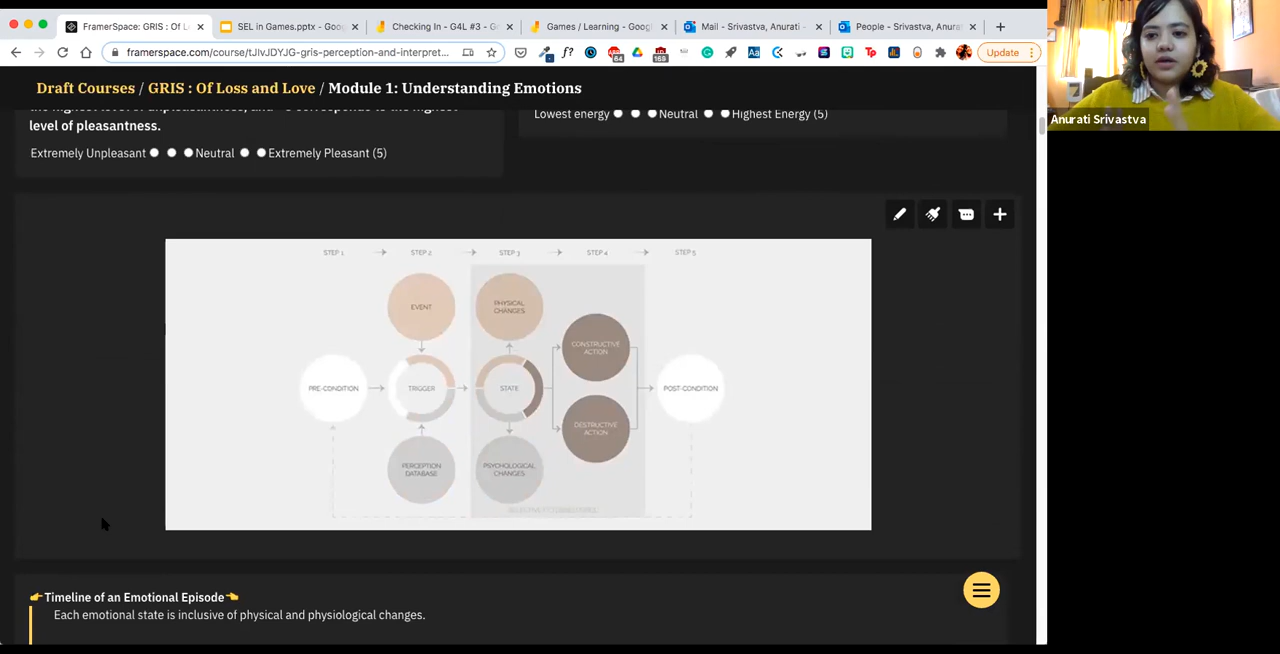 FramerSpace: GRIS : Of L
SEL in Games.pptx - Goo
Checking In - G4L #3 - G
Games / Learning - Googl
Mail - Srivastva, Anurati -
People - Srivastva, Anurat
framerspace.com/course/tJIvJDYJG-gris-perception-and-interpret...
Update
Draft Courses / GRIS : Of Loss and Love / Module 1: Understanding Emotions
level of pleasantness.
Lowest energy Neutral Highest Energy (5)
Extremely Unpleasant Neutral Extremely Pleasant (5)
Anurati Srivastva
STEP 1 STEP 2 STEP 3 STEP 4 STEP 5
EVENT
PHYSICAL CHANGES
CONSTRUCTIVE ACTION
PRE-CONDITION
TRIGGER
STATE
POST-CONDITION
DESTRUCTIVE ACTION
PERCEPTION DATABASE
PSYCHOLOGICAL CHANGES
👉Timeline of an Emotional Episode👈
Each emotional state is inclusive of physical and physiological changes.